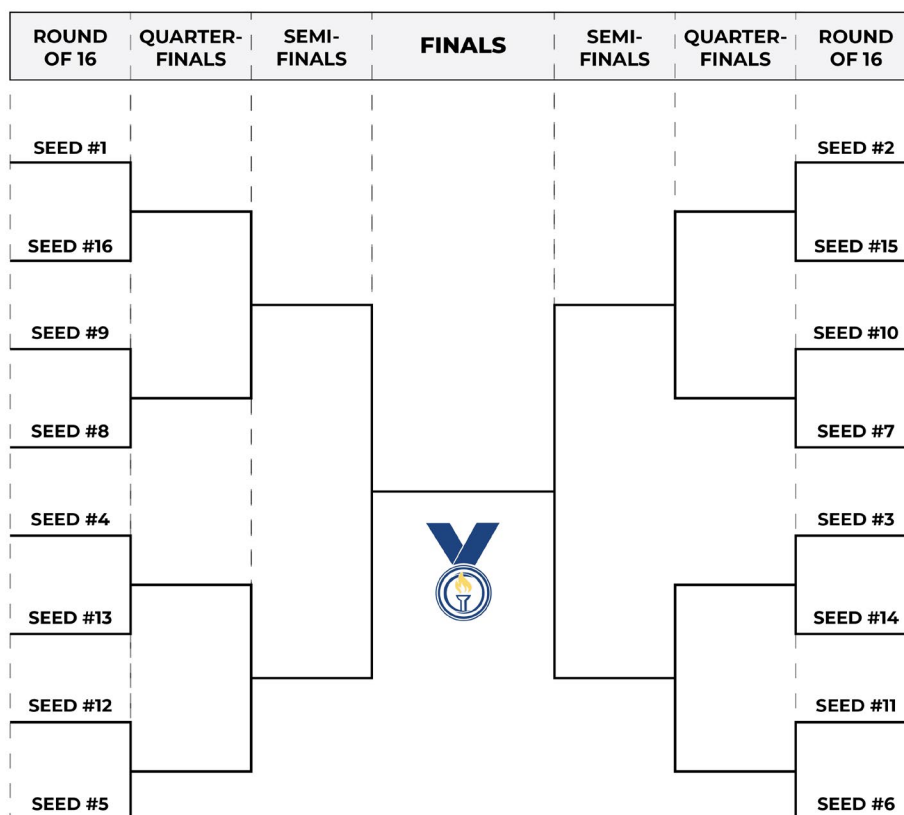 ROUND
OF 16
QUARTER-
FINALS
SEMI-
FINALS
FINALS
SEMI-
FINALS
QUARTER-
FINALS
ROUND
OF 16
SEED #1
SEED #2
SEED #16
SEED #15
SEED #9
SEED #10
SEED #8
SEED #7
SEED #4
SEED #3
SEED #13
SEED #14
SEED #12
SEED #11
SEED #5
SEED #6